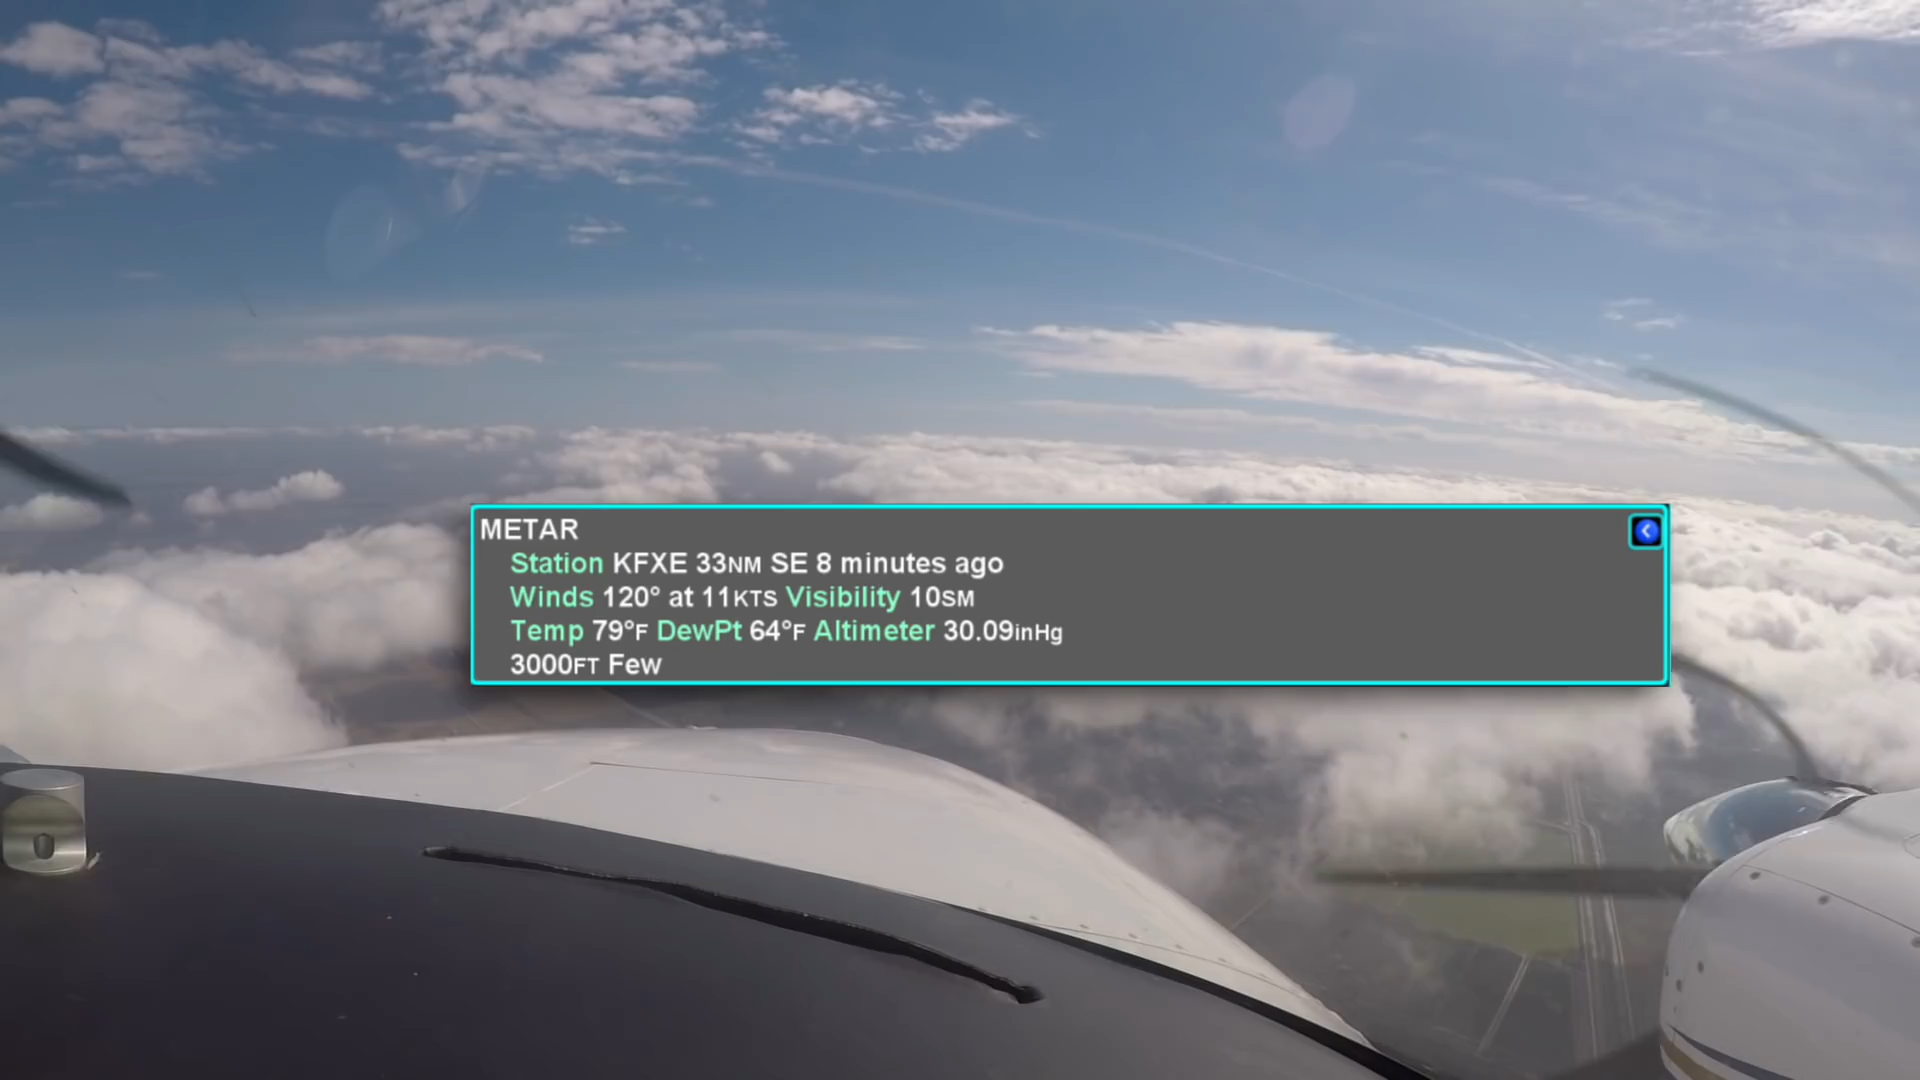 METAR
Station KFXE 33NM SE 8 minutes ago
Winds 120° at 11KTS Visibility 10SM
Temp 79°F DewPt 64°F Altimeter 30.09inHg
3000FT Few